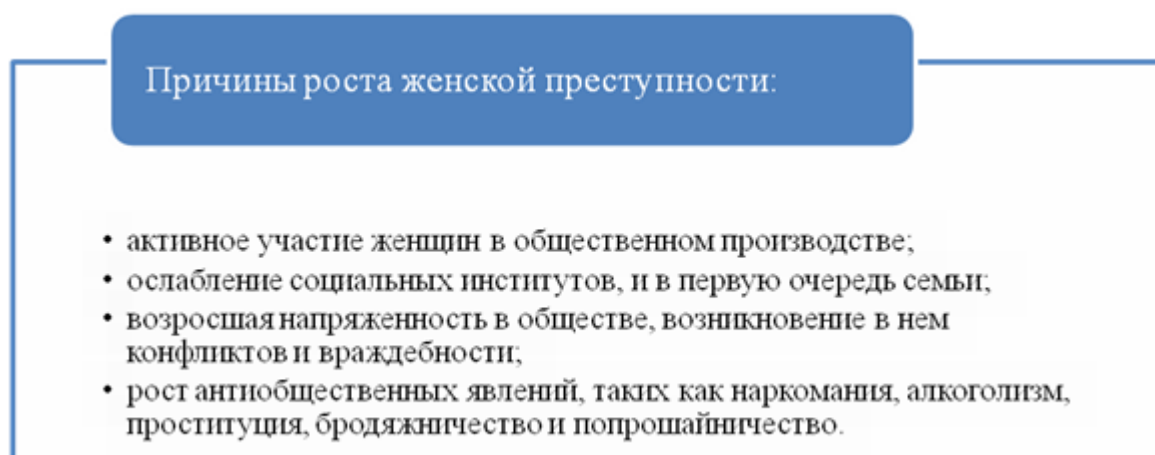 Причины роста женской преступности:
• активное участие женщин в общественном производстве;
• ослабление социальных институтов, и в первую очередь семьи;
• возросшая напряженность в обществе, возникновение в нем
конфликтов и враждебности;
• рост антиобщественных явлений, таких как наркомания, алкоголизм,
проституция, бродяжничество и попрошайничество.